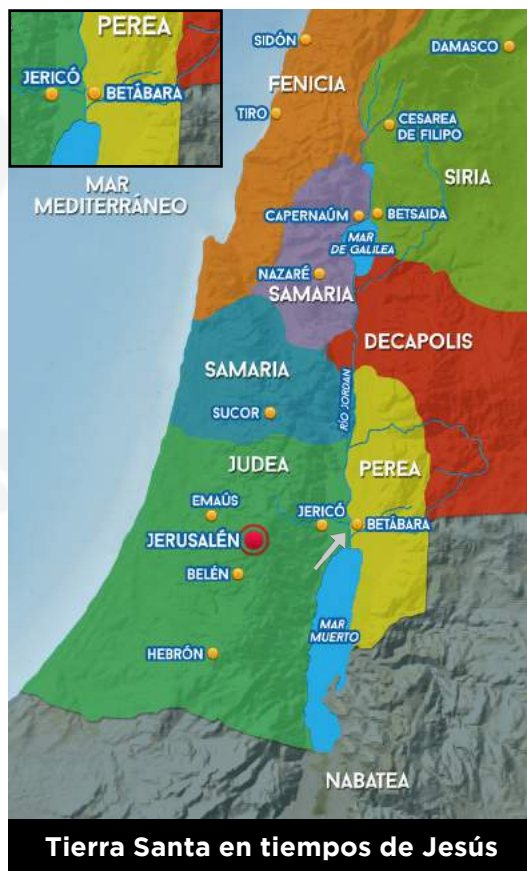 PEREA
JERICÓ
BETÁBARA
SIDÓN
DAMASCO
FENICIA
TIRO
CESAREA
DE FILIPO
SIRIA
MAR
MEDITERRÁNEO
CAPERNAÚM
BETSAIDA
MAR
DE GALILEA
NAZARÉ
SAMARIA
DECAPOLIS
SAMARIA
RÍO JORDAN
SUCOR
JUDEA
PEREA
EMAÚS
JERICÓ
BETÁBARA
JERUSALÉN
BELÉN
MAR
MUERTO
HEBRÓN
NABATEA
Tierra Santa en tiempos de Jesús